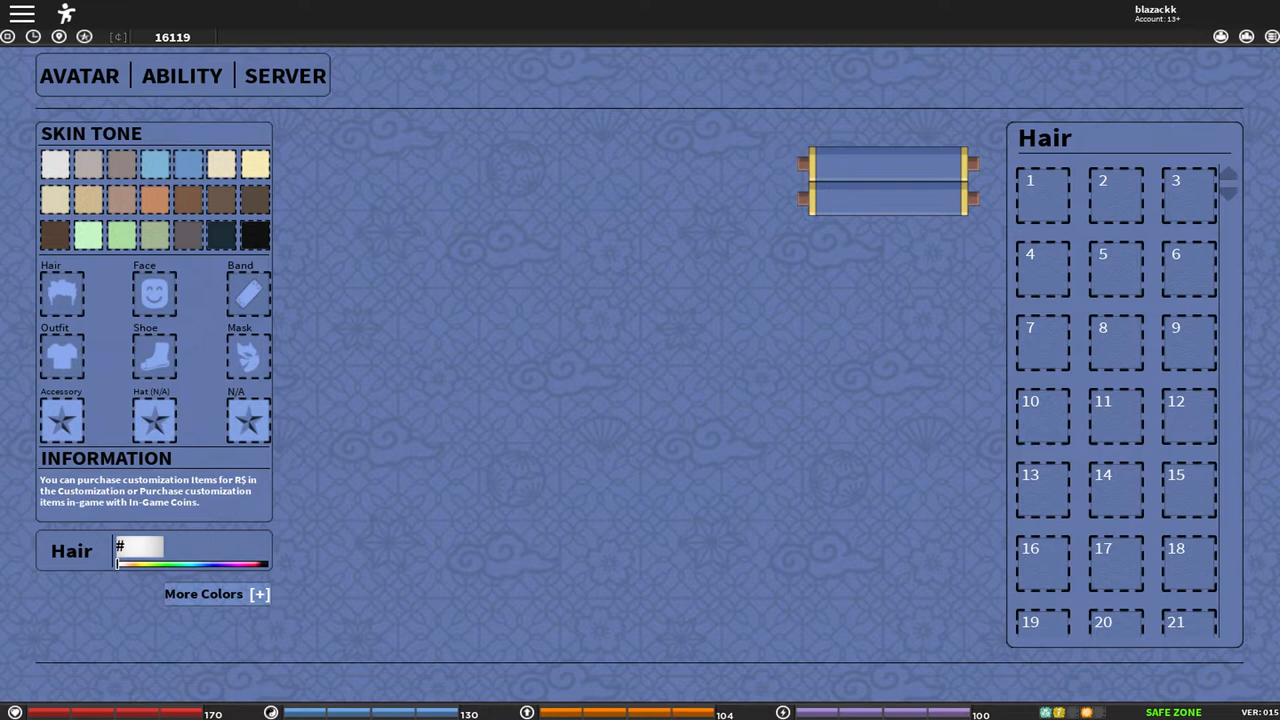 blazackk
Account: 13+
[¢] 16119
AVATAR | ABILITY | SERVER
SKIN TONE
Hair Face Band
Outfit Shoe Mask
Accessory Hat (N/A) N/A
INFORMATION
You can purchase customization Items for R$ in
the Customization or Purchase customization
items in-game with In-Game Coins.
Hair #
More Colors [+]
Hair
1 2 3
4 5 6
7 8 9
10 11 12
13 14 15
16 17 18
19 20 21
170 130 104 100 SAFE ZONE VER: 015